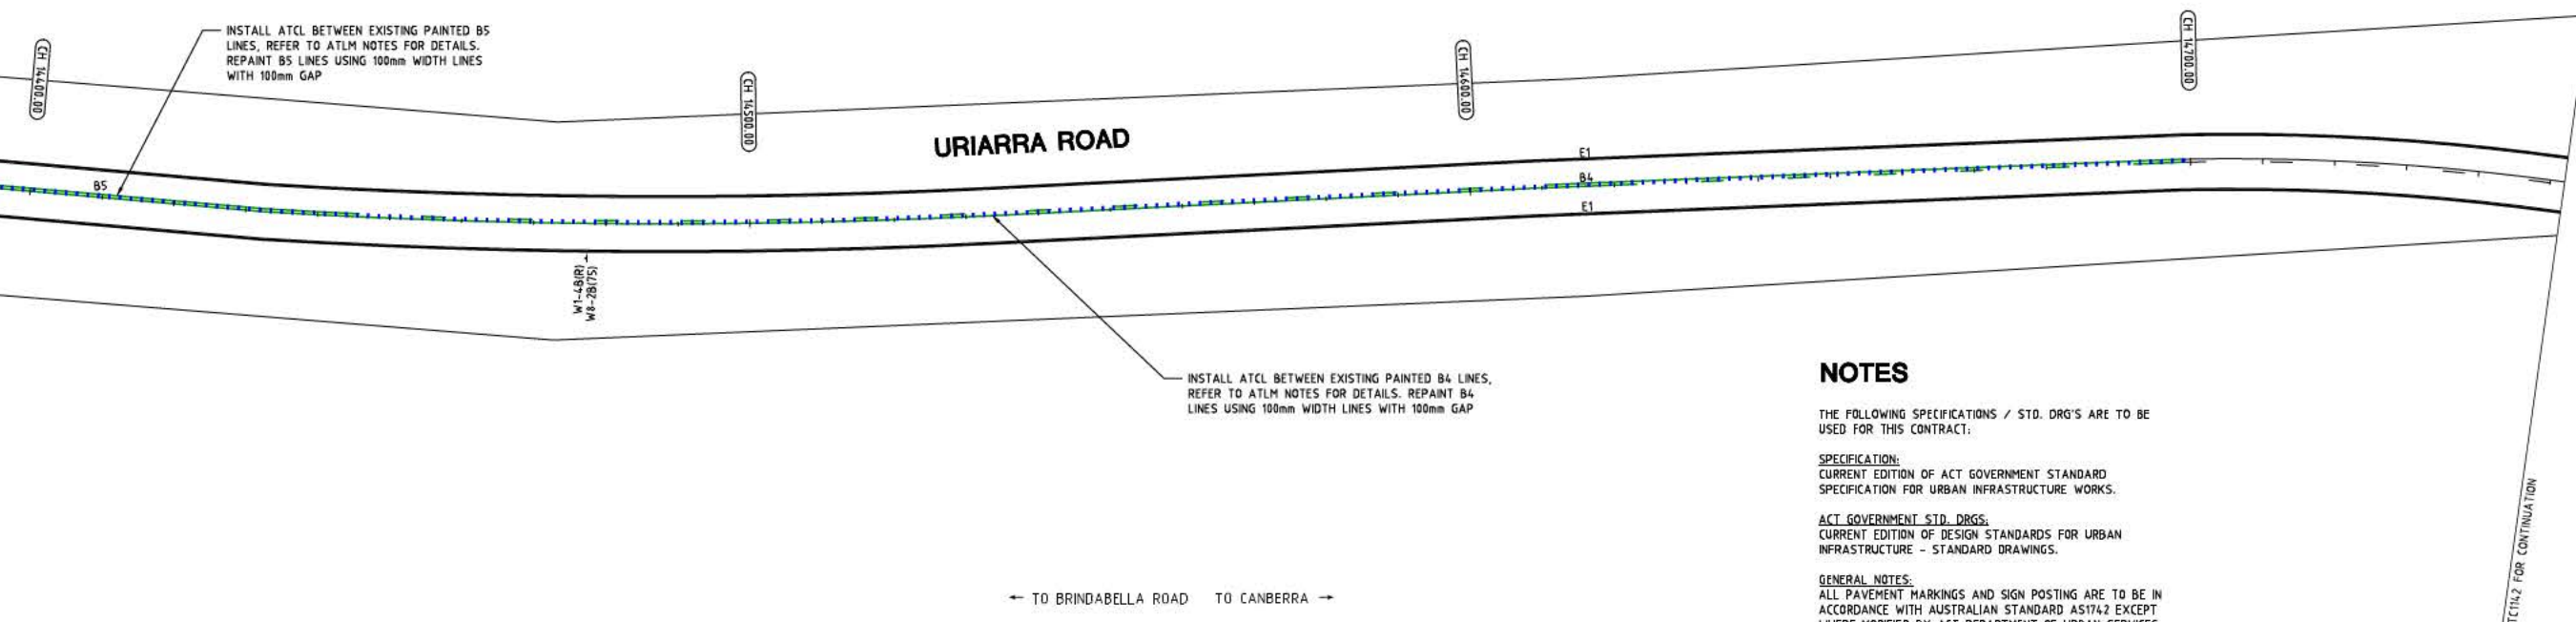 INSTALL ATCL BETWEEN EXISTING PAINTED B5
LINES, REFER TO ATLM NOTES FOR DETAILS.
REPAINT B5 LINES USING 100mm WIDTH LINES
WITH 100mm GAP
CH 14400.00
CH 14500.00
CH 14600.00
CH 14700.00
URIARRA ROAD
E1
B5
B4
E1
W1-4B(R)
W8-2B(75)
INSTALL ATCL BETWEEN EXISTING PAINTED B4 LINES,
REFER TO ATLM NOTES FOR DETAILS. REPAINT B4
LINES USING 100mm WIDTH LINES WITH 100mm GAP
← TO BRINDABELLA ROAD TO CANBERRA →
NOTES
THE FOLLOWING SPECIFICATIONS / STD. DRG'S ARE TO BE
USED FOR THIS CONTRACT:
SPECIFICATION:
CURRENT EDITION OF ACT GOVERNMENT STANDARD
SPECIFICATION FOR URBAN INFRASTRUCTURE WORKS.
ACT GOVERNMENT STD. DRGS:
CURRENT EDITION OF DESIGN STANDARDS FOR URBAN
INFRASTRUCTURE - STANDARD DRAWINGS.
GENERAL NOTES:
ALL PAVEMENT MARKINGS AND SIGN POSTING ARE TO BE IN
ACCORDANCE WITH AUSTRALIAN STANDARD AS1742 EXCEPT
TC1142 FOR CONTINUATION